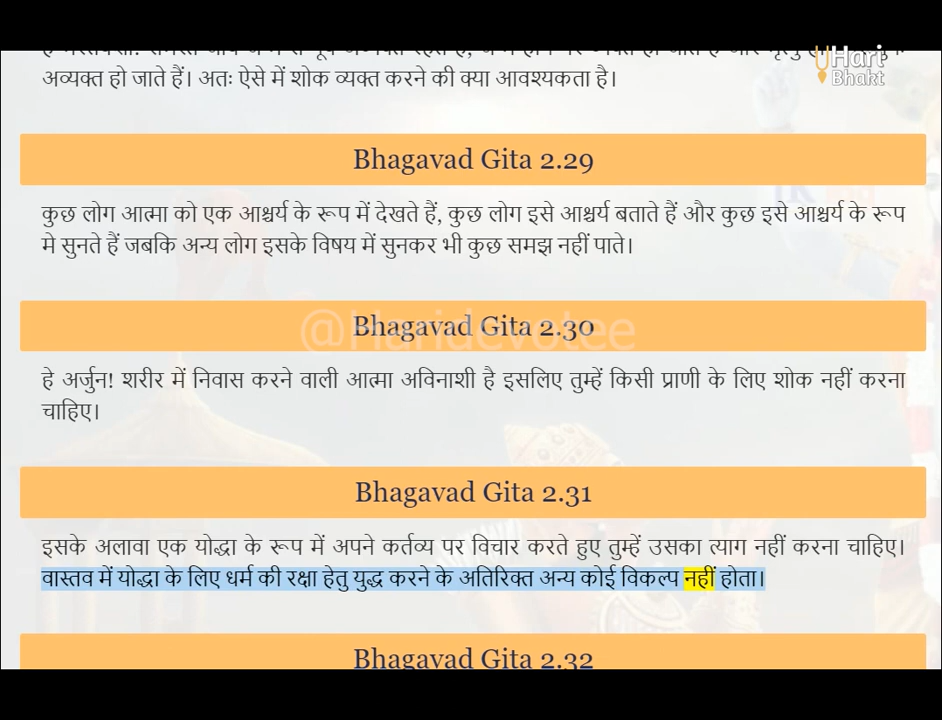 अव्यक्त हो जाते हैं। अतः ऐसे में शोक व्यक्त करने की क्या आवश्यकता है।
Hari
Bhakt
Bhagavad Gita 2.29
कुछ लोग आत्मा को एक आश्चर्य के रूप में देखते हैं, कुछ लोग इसे आश्चर्य बताते हैं और कुछ इसे आश्चर्य के रूप
मे सुनते हैं जबकि अन्य लोग इसके विषय में सुनकर भी कुछ समझ नहीं पाते।
Bhagavad Gita 2.30
@Haridevotee
हे अर्जुन! शरीर में निवास करने वाली आत्मा अविनाशी है इसलिए तुम्हें किसी प्राणी के लिए शोक नहीं करना
चाहिए।
Bhagavad Gita 2.31
इसके अलावा एक योद्धा के रूप में अपने कर्तव्य पर विचार करते हुए तुम्हें उसका त्याग नहीं करना चाहिए।
वास्तव में योद्धा के लिए धर्म की रक्षा हेतु युद्ध करने के अतिरिक्त अन्य कोई विकल्प नहीं होता।
Bhagavad Gita 2.32